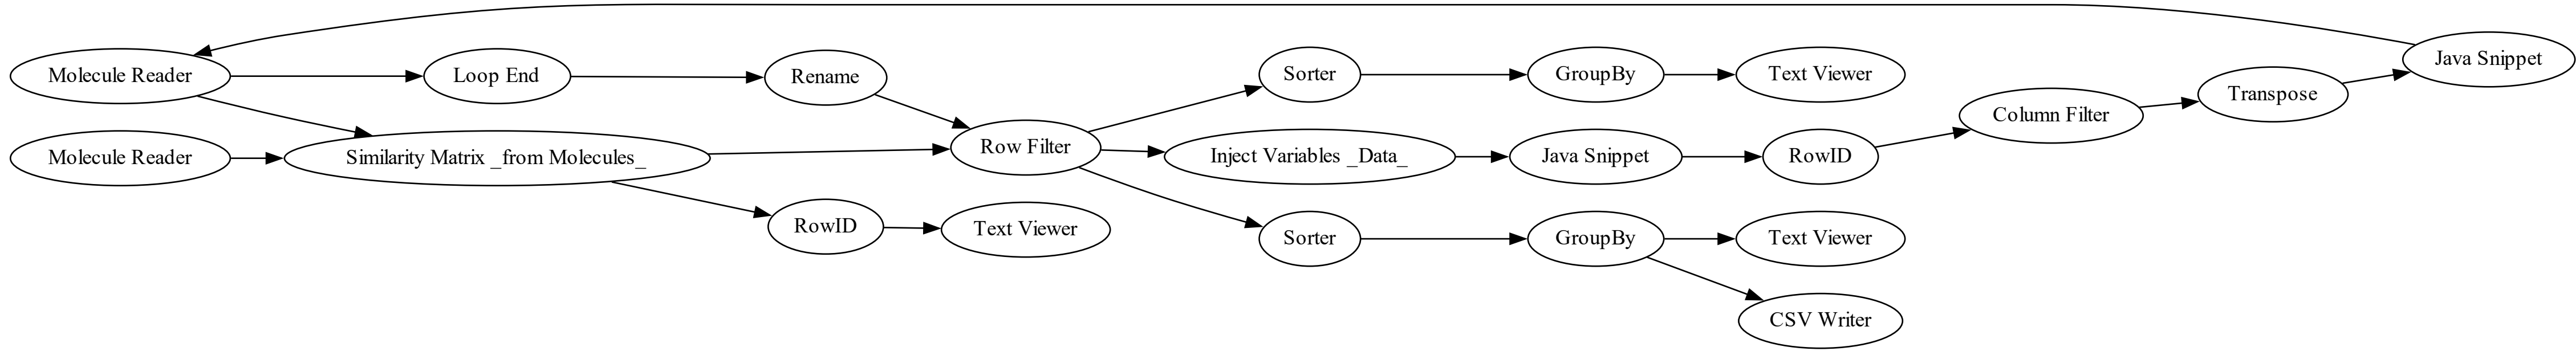 Molecule Reader
Loop End
Rename
Sorter
GroupBy
Text Viewer
Java Snippet
Transpose
Column Filter
Molecule Reader
Similarity Matrix _from Molecules_
Row Filter
Inject Variables _Data_
Java Snippet
RowID
RowID
Text Viewer
Sorter
GroupBy
Text Viewer
CSV Writer